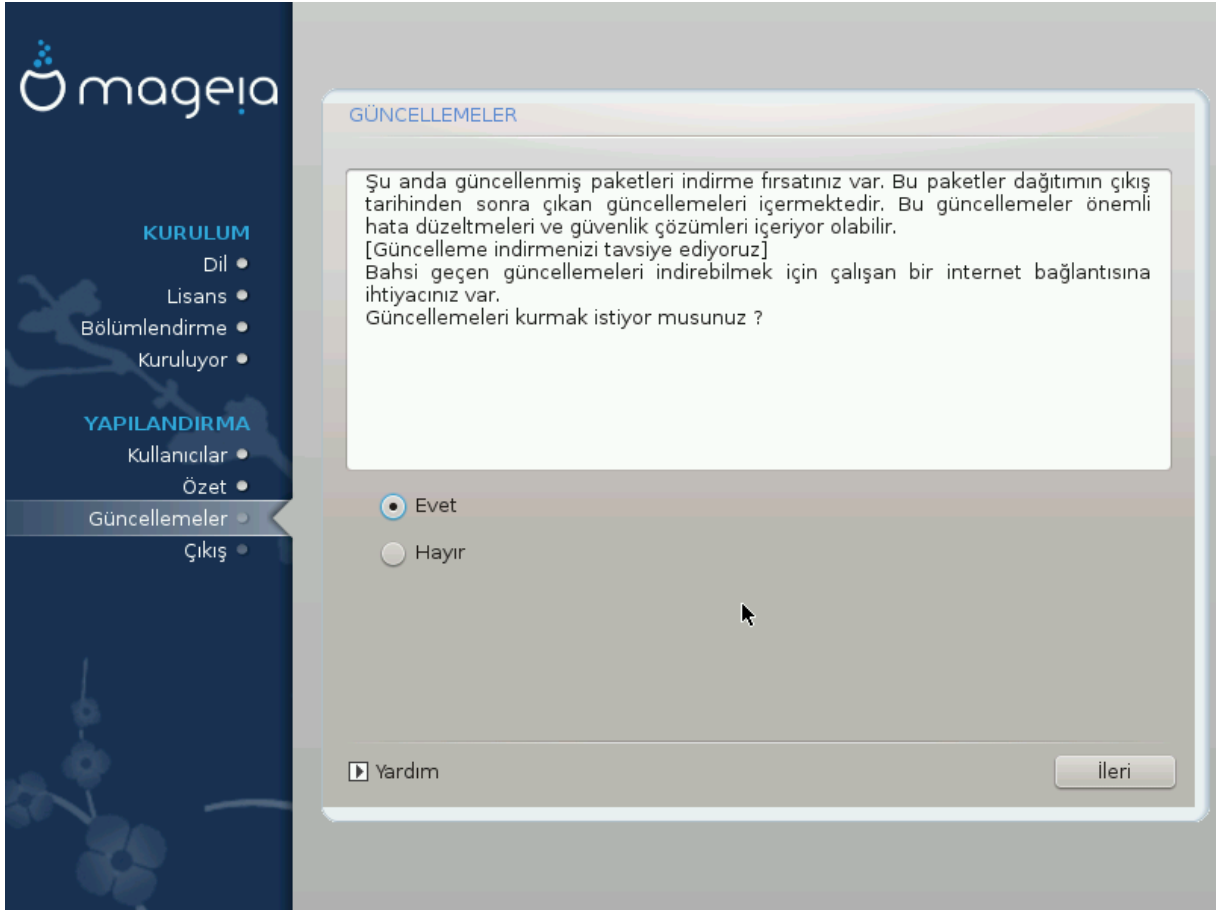 mageia
KURULUM
Dil
Lisans
Bölümlendirme
Kuruluyor
YAPILANDIRMA
Kullanıcılar
Özet
Güncellemeler
Çıkış
GÜNCELLEMELER
Şu anda güncellenmiş paketleri indirme fırsatınız var. Bu paketler dağıtımın çıkış
tarihinden sonra çıkan güncellemeleri içermektedir. Bu güncellemeler önemli
hata düzeltmeleri ve güvenlik çözümleri içeriyor olabilir.
[Güncelleme indirmenizi tavsiye ediyoruz]
Bahsi geçen güncellemeleri indirebilmek için çalışan bir internet bağlantısına
ihtiyacınız var.
Güncellemeleri kurmak istiyor musunuz ?
Evet
Hayır
Yardım
İleri